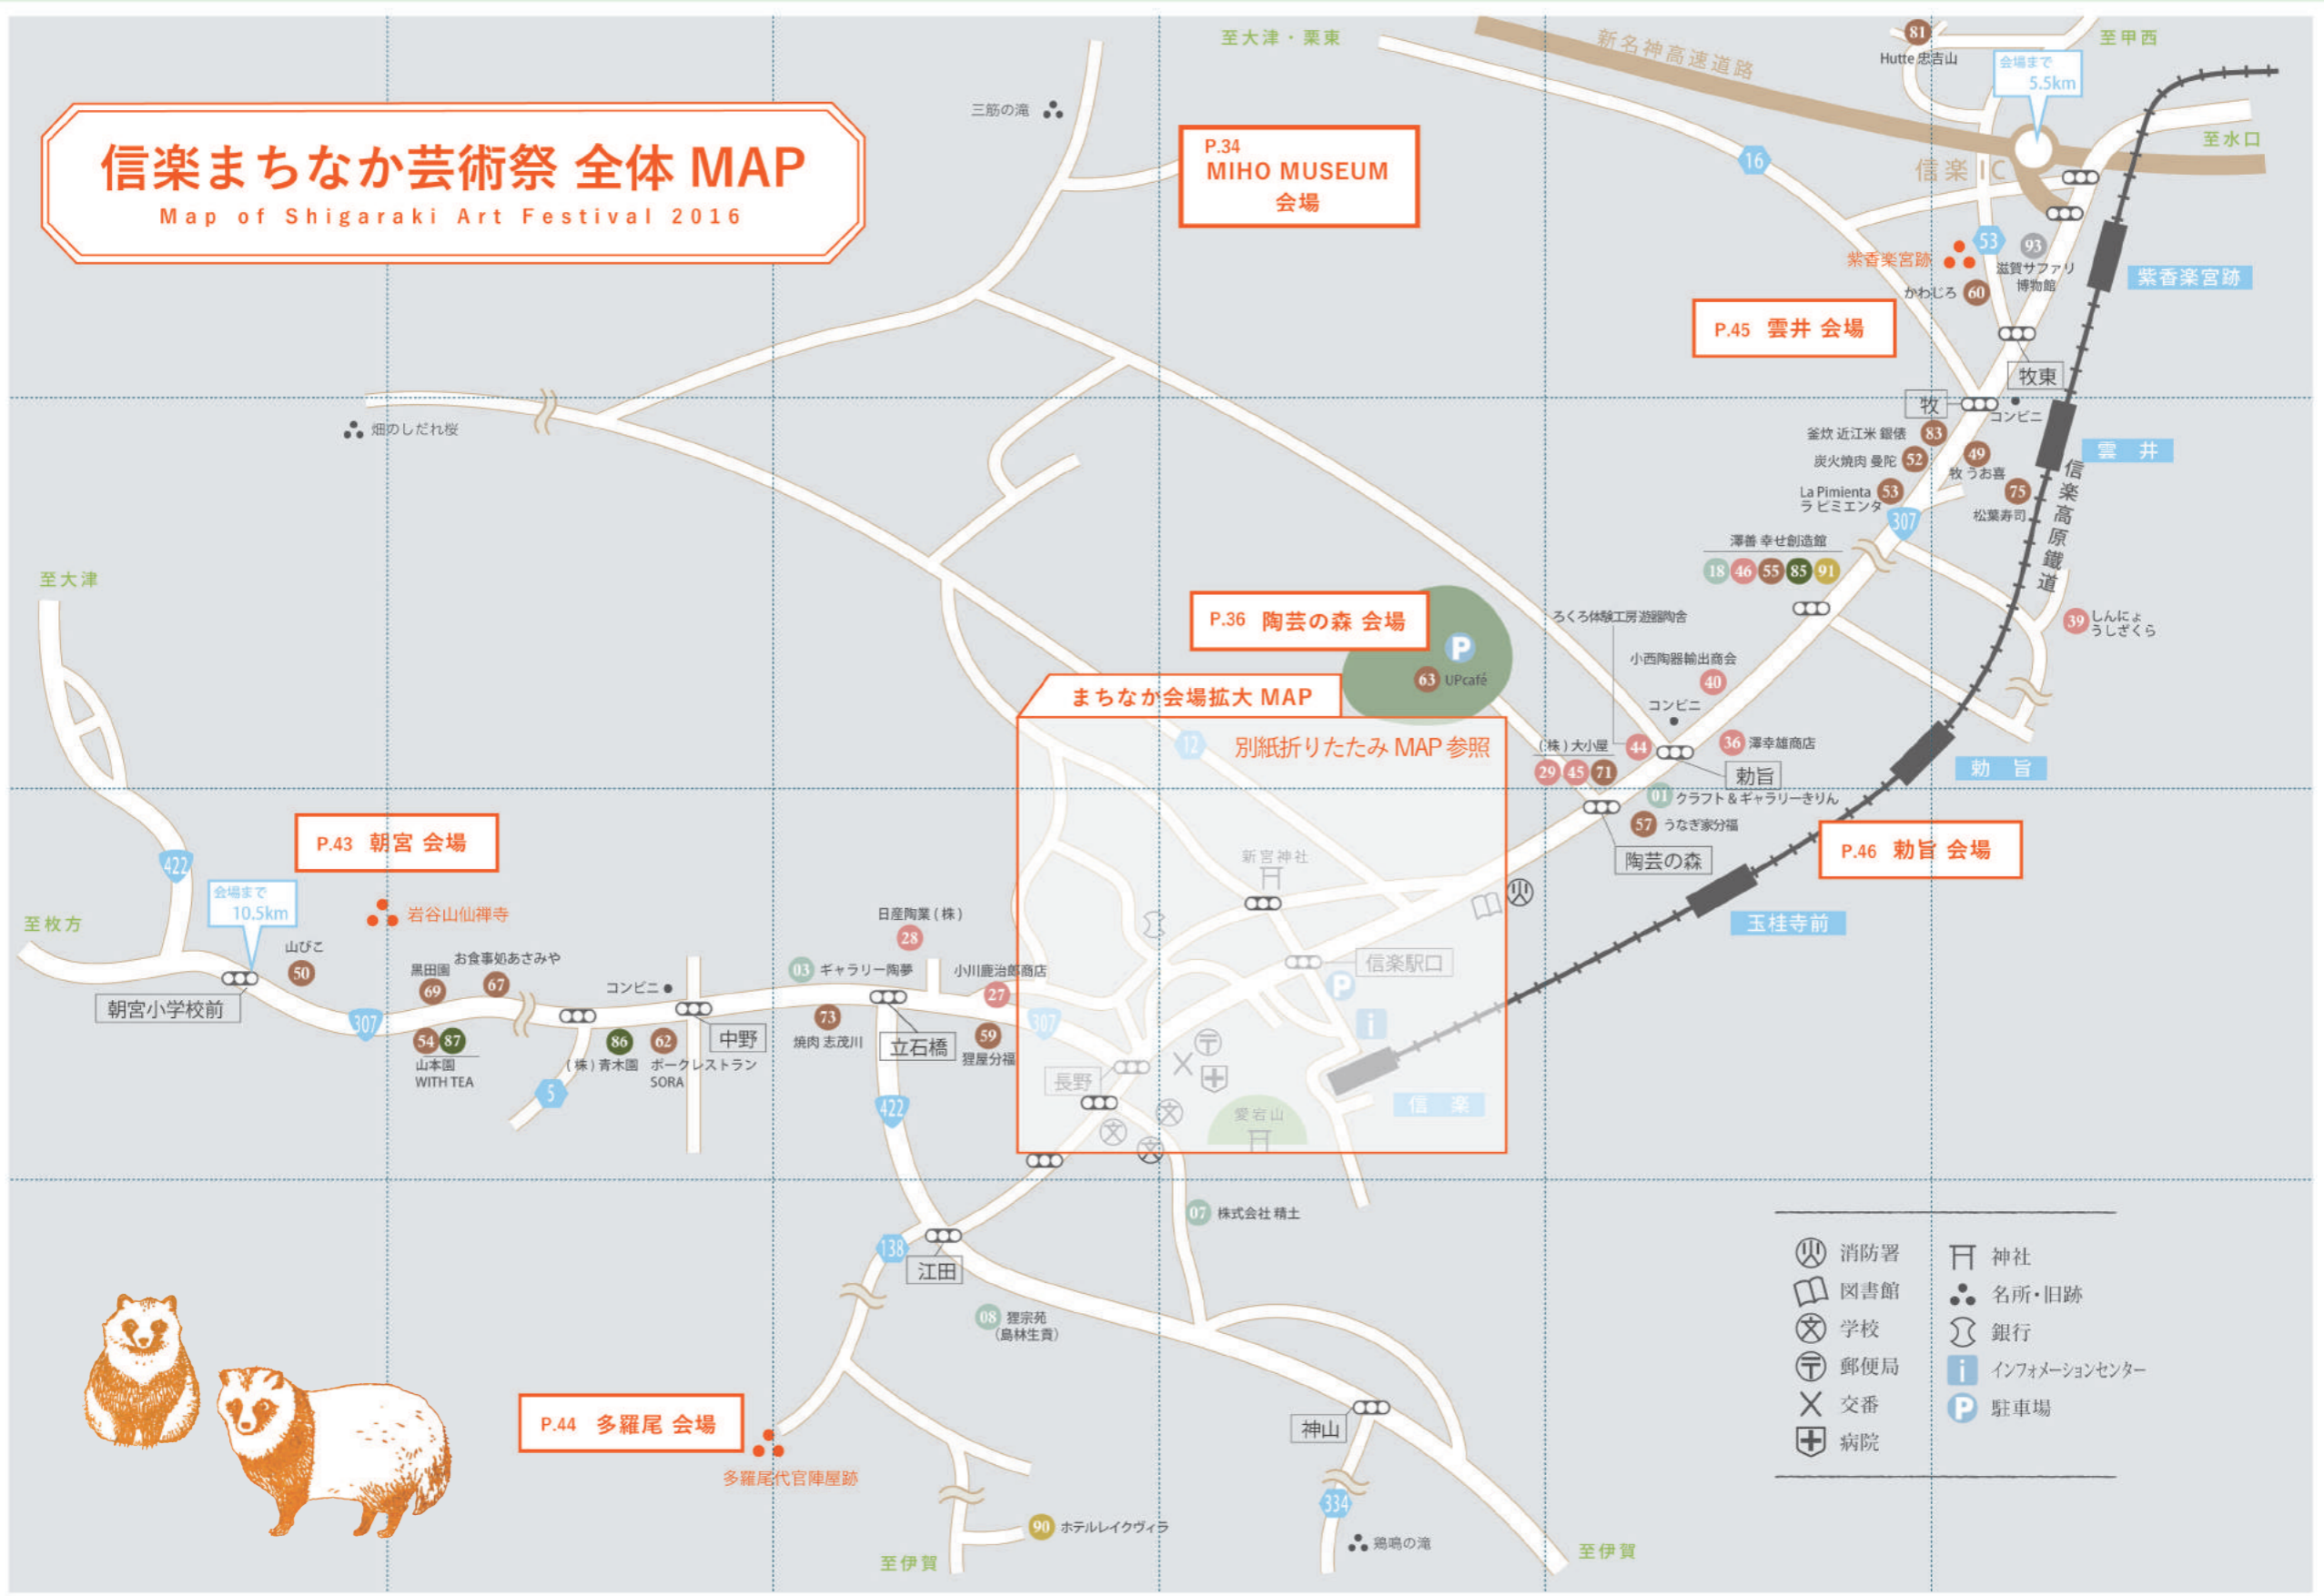 信楽まちなか芸術祭 全体 MAP
Map of Shigaraki Art Festival 2016
至大津・栗東
新名神高速道路
81
Hutte 忠吉山
会場まで
5.5km
至甲西
至水口
信楽IC
16
53
93
滋賀サファリ
博物館
紫香楽宮跡
かわじろ 60
紫香楽宮跡
三筋の滝
P.34
MIHO MUSEUM
会場
P.45 雲井 会場
牧東
牧
コンビニ
釜炊 近江米 銀俵 83
炭火焼肉 曼陀 52
49
牧 うお喜
La Pimienta 53
ラ ピミエンタ
75
松葉寿司
雲 井
信楽高原鐵道
307
畑のしだれ桜
澤善 幸せ創造館
18 46 55 85 91
39 しんにょ
うしざくら
至大津
P.36 陶芸の森 会場
P
63 UPcafé
ろくろ体験工房遊器陶舎
小西陶器輸出商会
40
コンビニ
(株)大小屋 44
29 45 71
36 澤幸雄商店
勅旨
勅 旨
01 クラフト&ギャラリーきりん
57 うなぎ家分福
陶芸の森
P.46 勅旨 会場
玉桂寺前
まちなか会場拡大 MAP
別紙折りたたみ MAP 参照
12
新宮神社
信楽駅口
P
i
307
長野
愛宕山
信 楽
P.43 朝宮 会場
422
会場まで
10.5km
至枚方
岩谷山仙禅寺
山びこ
50
朝宮小学校前
307
黒田園
69
お食事処あさみや
67
54 87
山本園
WITH TEA
コンビニ
86
(株)青木園
62
ポークレストラン
SORA
中野
5
日産陶業(株)
28
03 ギャラリー陶夢
小川鹿治郎商店
27
73
焼肉 志茂川
立石橋
59
狸屋分福
422
07 株式会社 精土
138
江田
08 狸宗苑
(島林生貢)
P.44 多羅尾 会場
多羅尾代官陣屋跡
神山
334
鶏鳴の滝
90 ホテルレイクヴィラ
至伊賀
至伊賀
消防署
図書館
学校
郵便局
交番
病院
神社
名所・旧跡
銀行
i インフォメーションセンター
P 駐車場